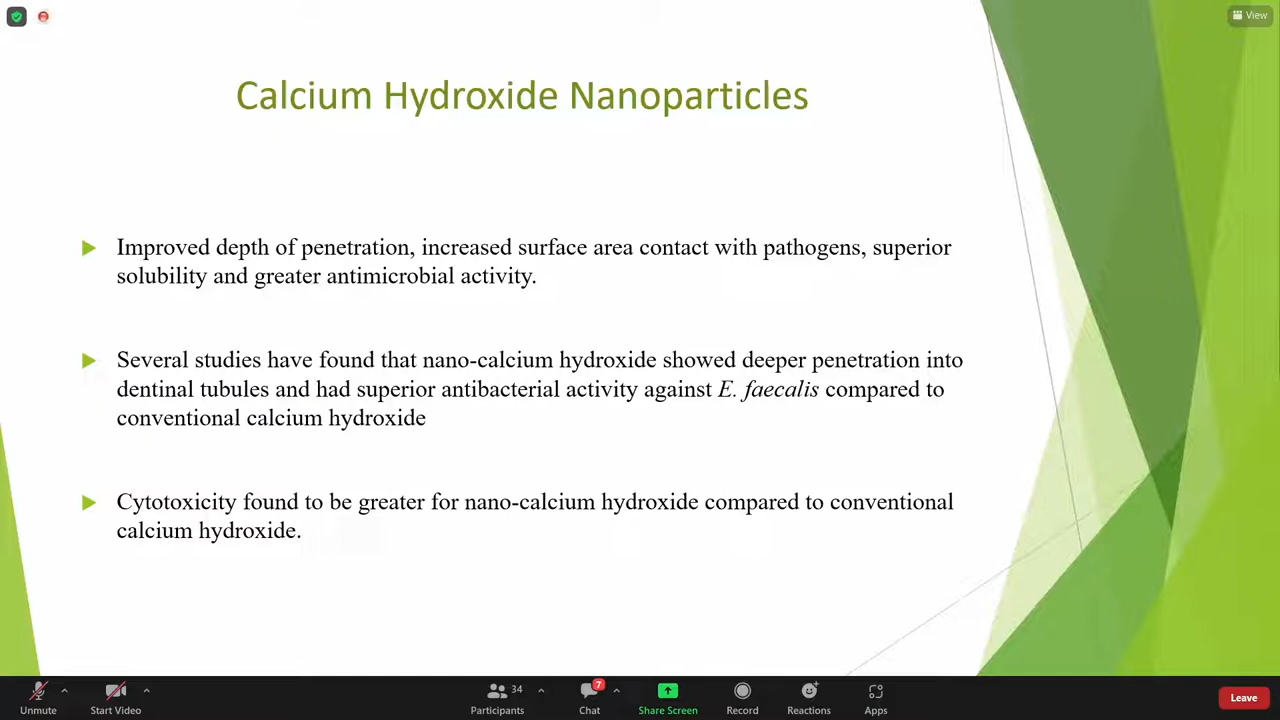 View
Calcium Hydroxide Nanoparticles
Improved depth of penetration, increased surface area contact with pathogens, superior
solubility and greater antimicrobial activity.
Several studies have found that nano-calcium hydroxide showed deeper penetration into
dentinal tubules and had superior antibacterial activity against E. faecalis compared to
conventional calcium hydroxide
Cytotoxicity found to be greater for nano-calcium hydroxide compared to conventional
calcium hydroxide.
34
7
Unmute Start Video Participants Chat Share Screen Record Reactions Apps Leave